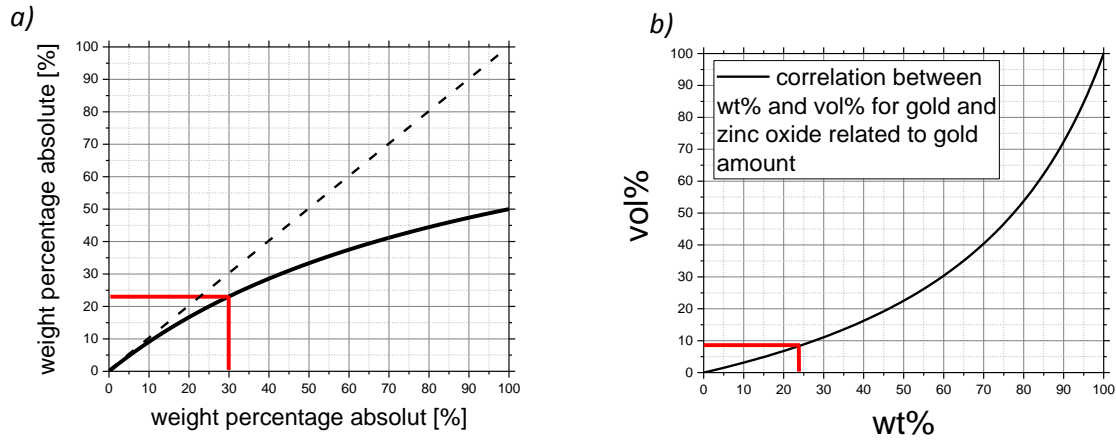 a)
weight percentage absolute [%]
100
90
80
70
60
50
40
30
20
10
0
0 10 20 30 40 50 60 70 80 90 100
weight percentage absolut [%]
b)
vol%
100
90
80
70
60
50
40
30
20
10
0
correlation between
wt% and vol% for gold and
zinc oxide related to gold
amount
0 10 20 30 40 50 60 70 80 90 100
wt%